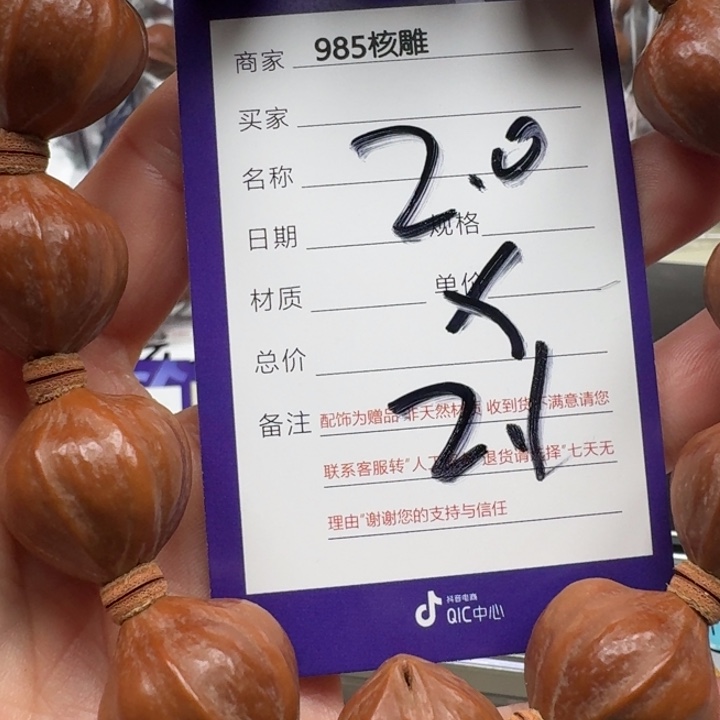 商家 985核雕
买家
名称 2.0
日期 规格
材质 单价 X
总价
备注 配饰为赠品 非天然材质 收到货不满意请您 2.1
联系客服转"人工 退货请选择"七天无
理由"谢谢您的支持与信任
抖音电商
QIC中心